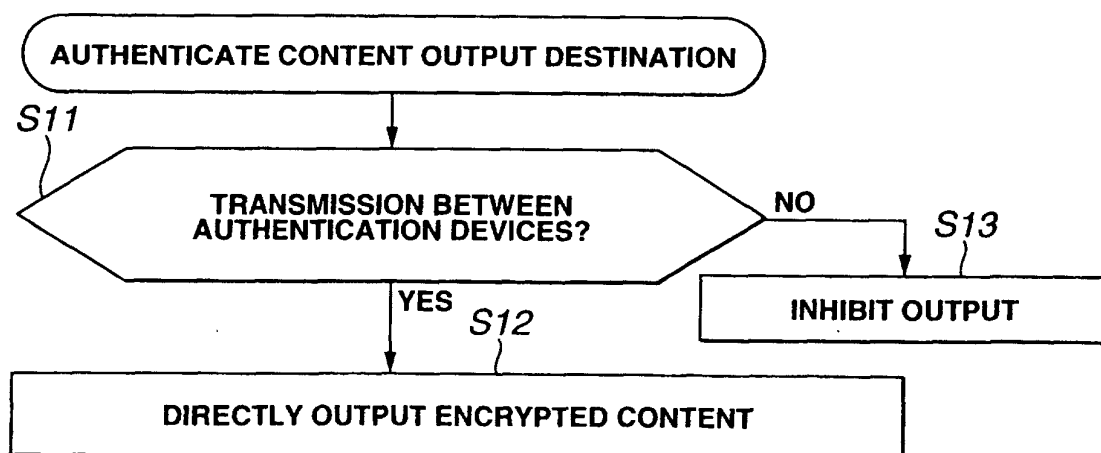 AUTHENTICATE CONTENT OUTPUT DESTINATION
S11
TRANSMISSION BETWEEN
AUTHENTICATION DEVICES?
NO
S13
INHIBIT OUTPUT
YES
S12
DIRECTLY OUTPUT ENCRYPTED CONTENT